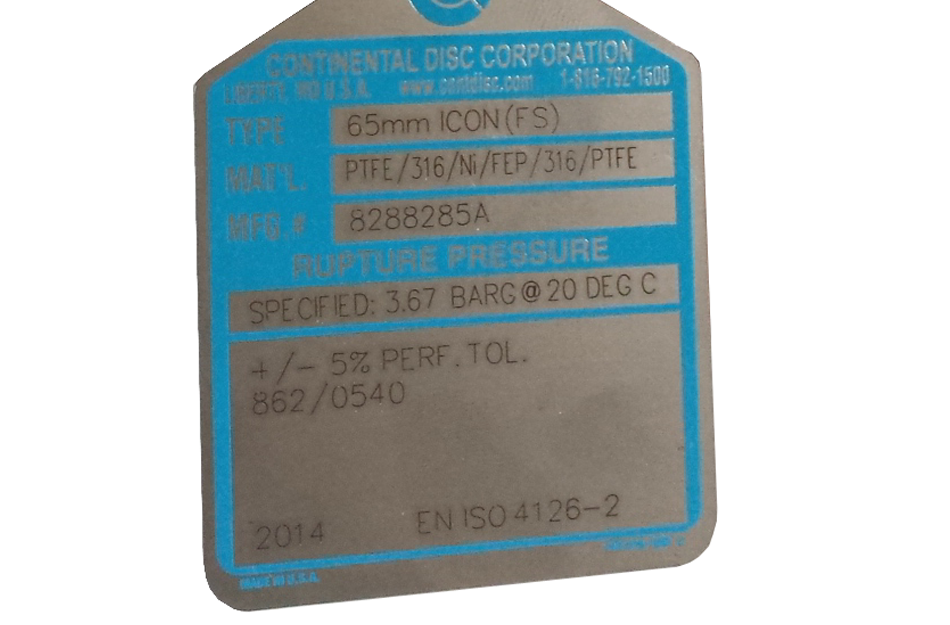 CONTINENTAL DISC CORPORATION
LIBERTY, MO U.S.A. www.contdisc.com 1-816-792-1500
TYPE 65mm ICON (FS)
MAT'L. PTFE/316/Ni/FEP/316/PTFE
MFG.# 8288285A
RUPTURE PRESSURE
SPECIFIED: 3.67 BARG @ 20 DEG C
+/- 5% PERF. TOL.
862/0540
2014 EN ISO 4126-2
MADE IN U.S.A.